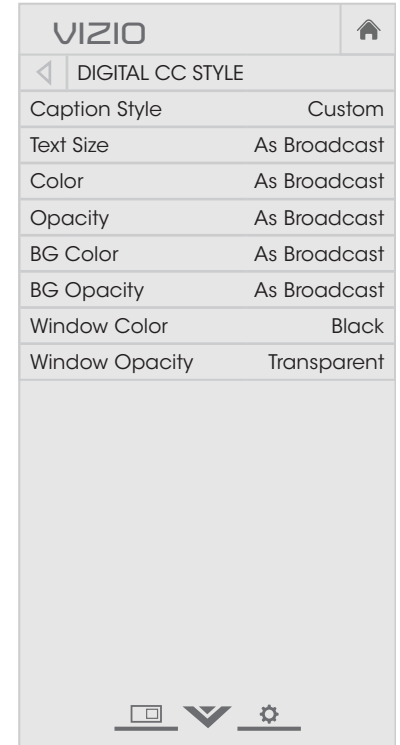 VIZIO
DIGITAL CC STYLE
Caption Style Custom
Text Size As Broadcast
Color As Broadcast
Opacity As Broadcast
BG Color As Broadcast
BG Opacity As Broadcast
Window Color Black
Window Opacity Transparent